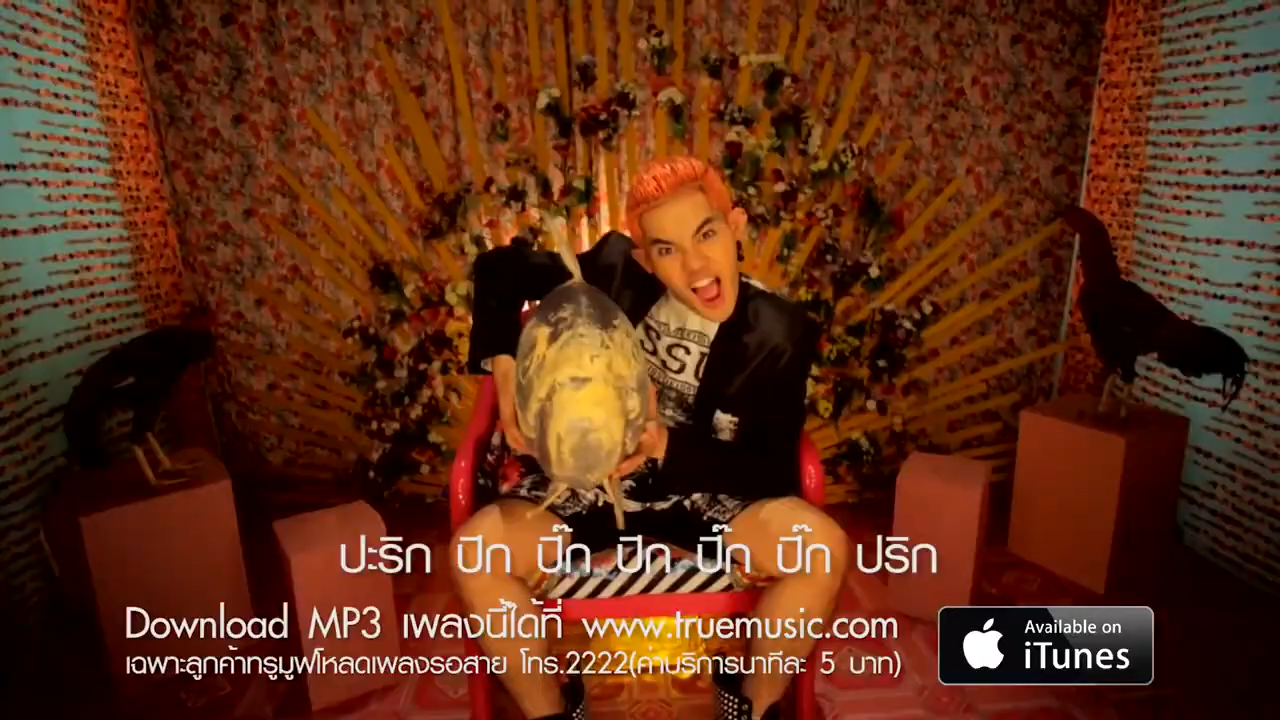 SSU
ปะริก ปิก ปิ๊ก ปิก ปิ๊ก ปิ๊ก ปริก
Download MP3 เพลงนี้ได้ที่ www.truemusic.com
เฉพาะลูกค้าทรูมูฟโหลดเพลงรอสาย โทร.2222(ค่าบริการนาทีละ 5 บาท)
Available on
iTunes